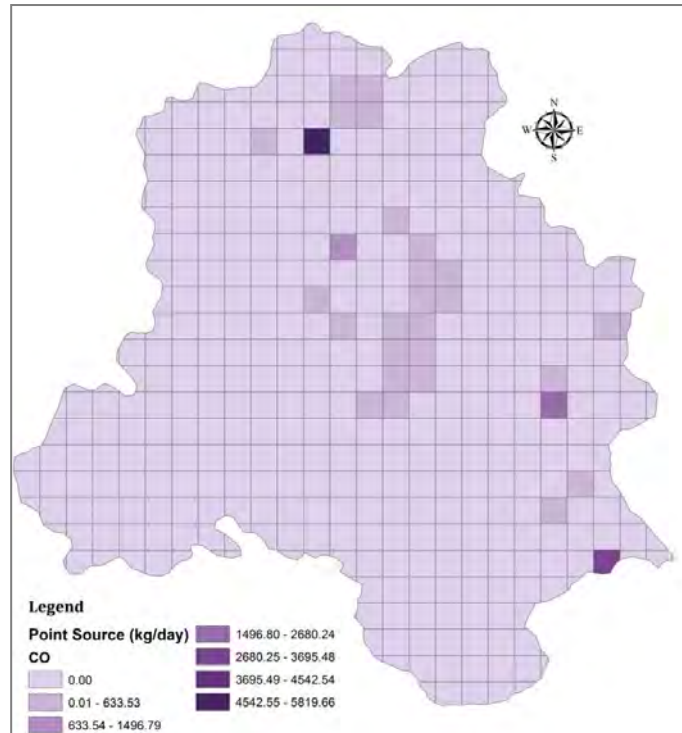 N
W E
S
Legend
Point Source (kg/day)
CO
0.00
0.01 - 633.53
633.54 - 1496.79
1496.80 - 2680.24
2680.25 - 3695.48
3695.49 - 4542.54
4542.55 - 5819.66